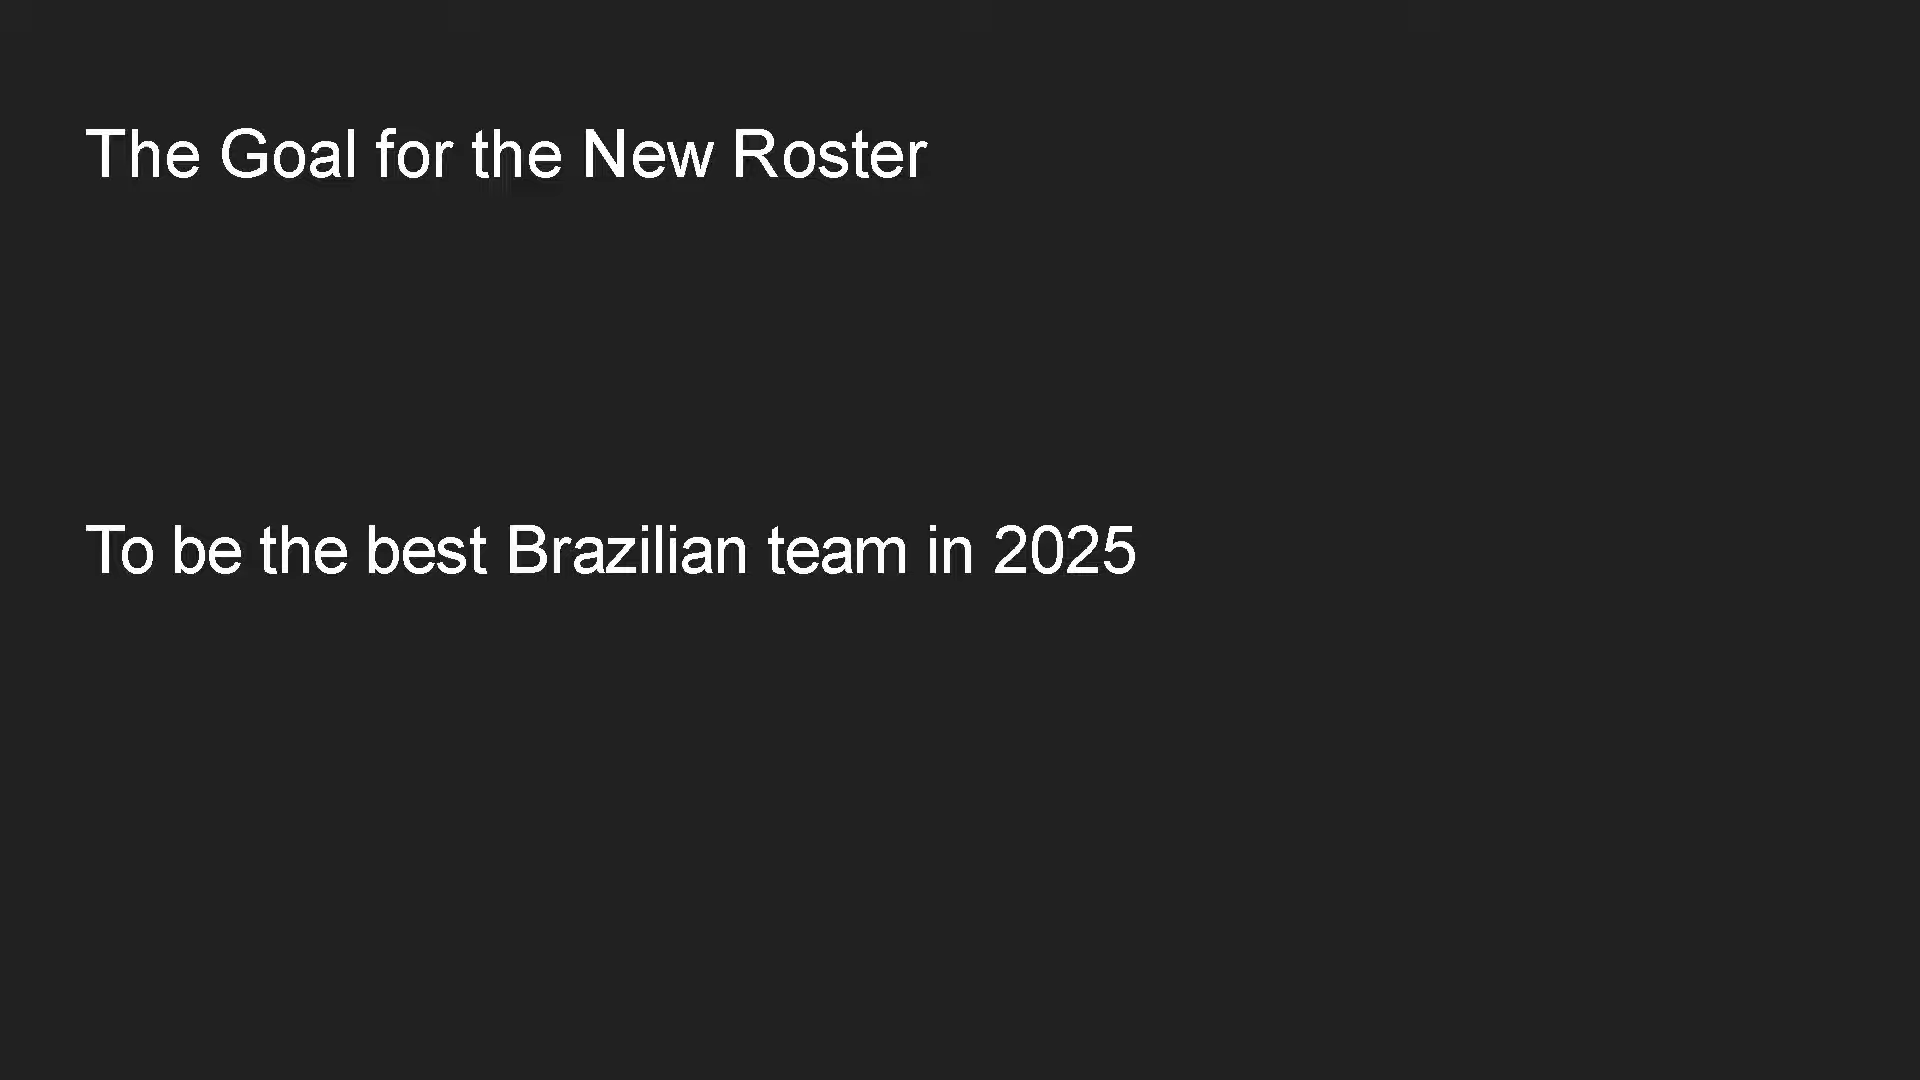 The Goal for the New Roster
To be the best Brazilian team in 2025